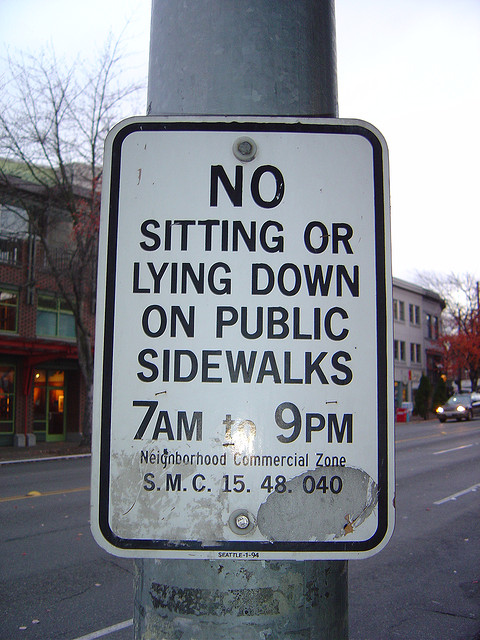 NO
SITTING OR
LYING DOWN
ON PUBLIC
SIDEWALKS
7AM to 9PM
Neighborhood Commercial Zone
S. M. C. 15. 48. 040
SEATTLE-1-94